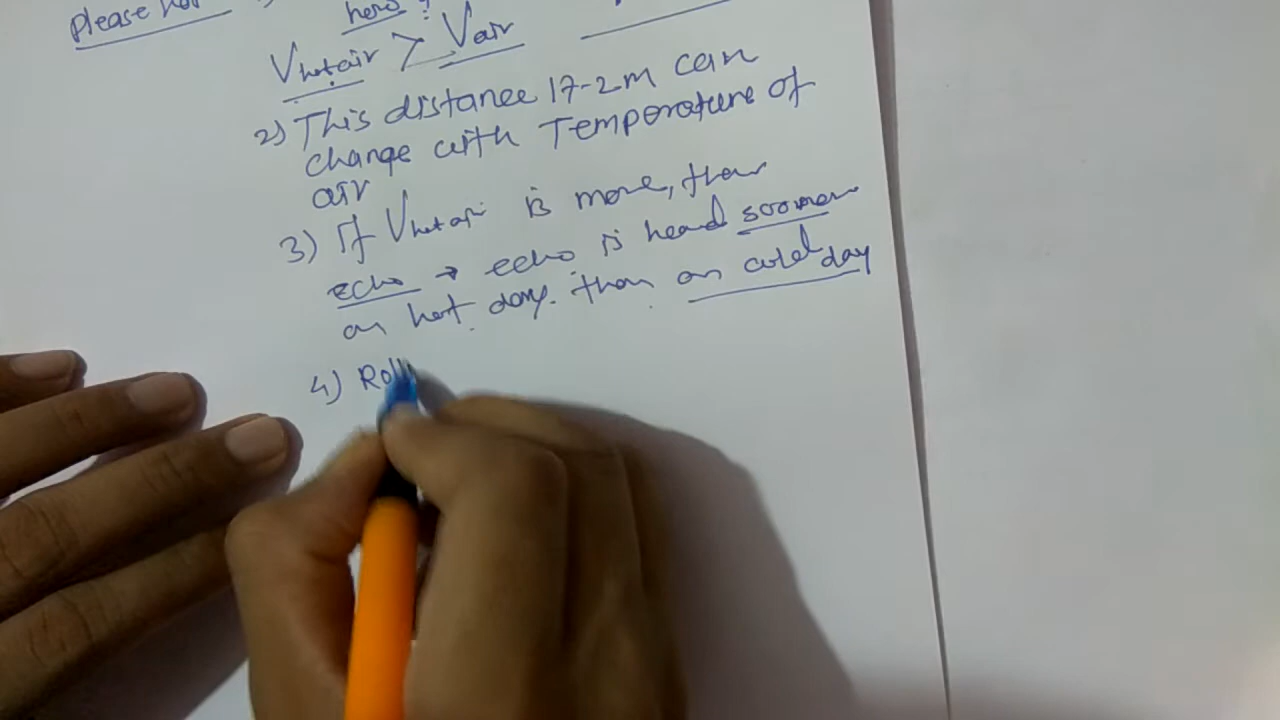 please not
here?
Vhotair > Vair
2) This distance 17-2m can
change with Temperature of
air
3) If Vhotair is more, then
echo → echo is heard sooner
on hot day. than on cold day
4) Roll